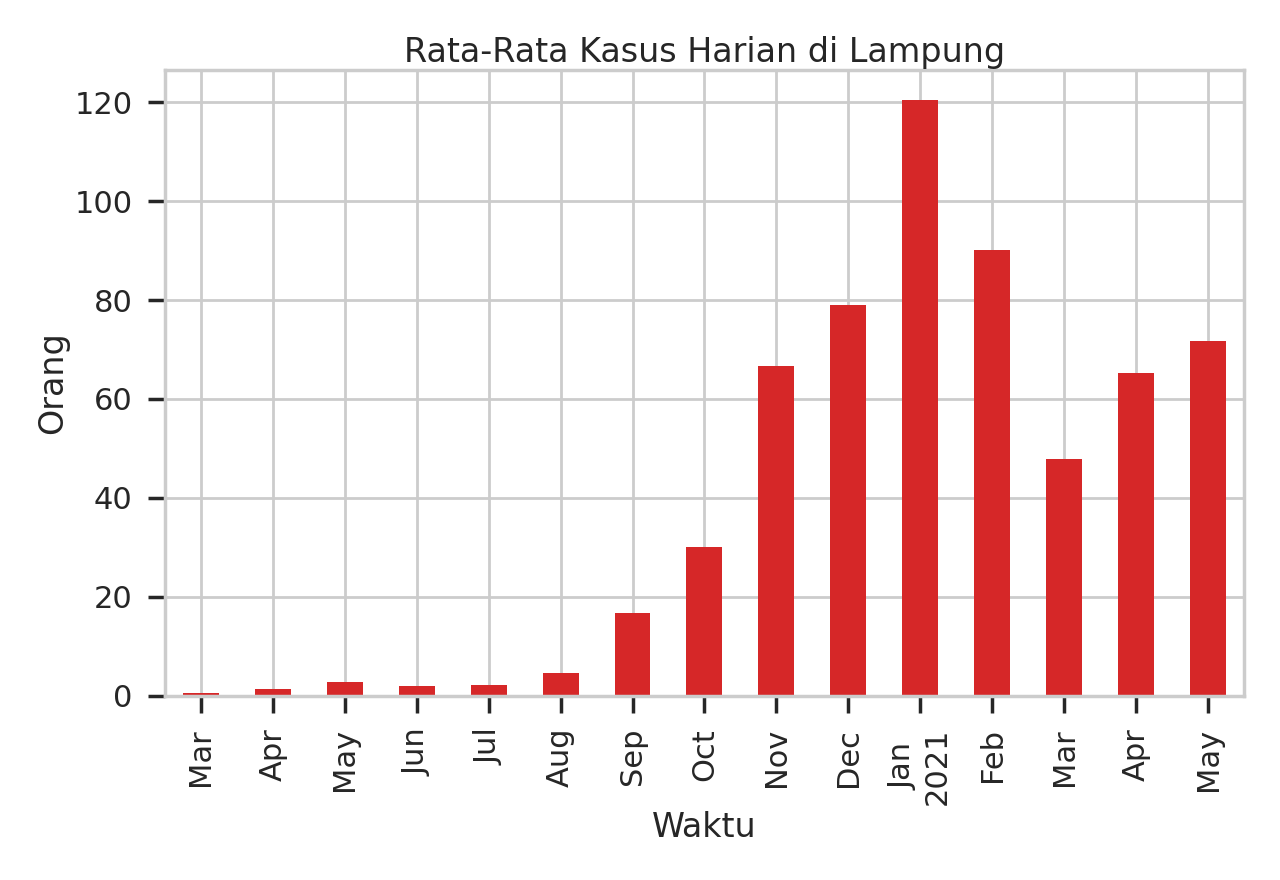 Rata-Rata Kasus Harian di Lampung
120
100
80
60
40
20
0
Orang
Mar
Apr
May
Jun
Jul
Aug
Sep
Oct
Nov
Dec
Jan
2021
Feb
Mar
Apr
May
Waktu